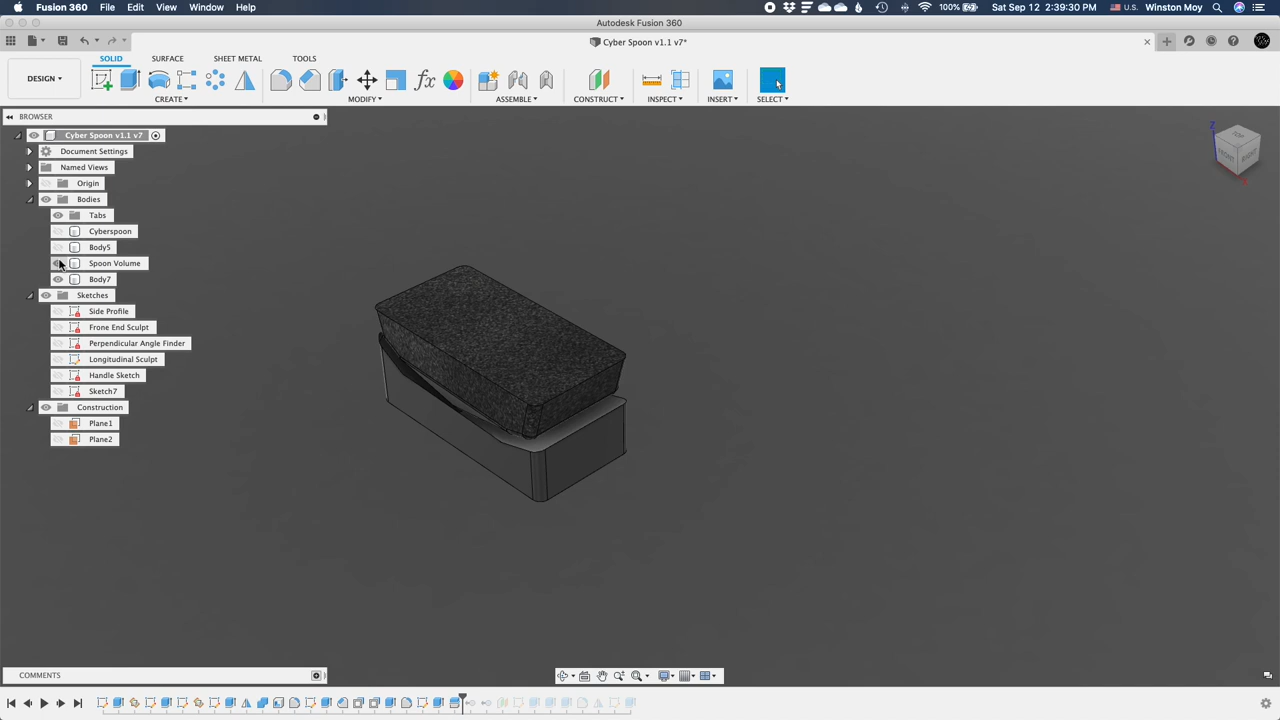 Fusion 360 File Edit View Window Help 100% Sat Sep 12 2:39:30 PM U.S. Winston Moy
Autodesk Fusion 360
Cyber Spoon v1.1 v7*
SOLID SURFACE SHEET METAL TOOLS
DESIGN
CREATE MODIFY ASSEMBLE CONSTRUCT INSPECT INSERT SELECT
BROWSER
Cyber Spoon v1.1 v7
Document Settings
Named Views
Origin
Bodies
Tabs
Cyberspoon
Body5
Spoon Volume
Body7
Sketches
Side Profile
Frone End Sculpt
Perpendicular Angle Finder
Longitudinal Sculpt
Handle Sketch
Sketch7
Construction
Plane1
Plane2
Z
TOP
FRONT RIGHT
COMMENTS